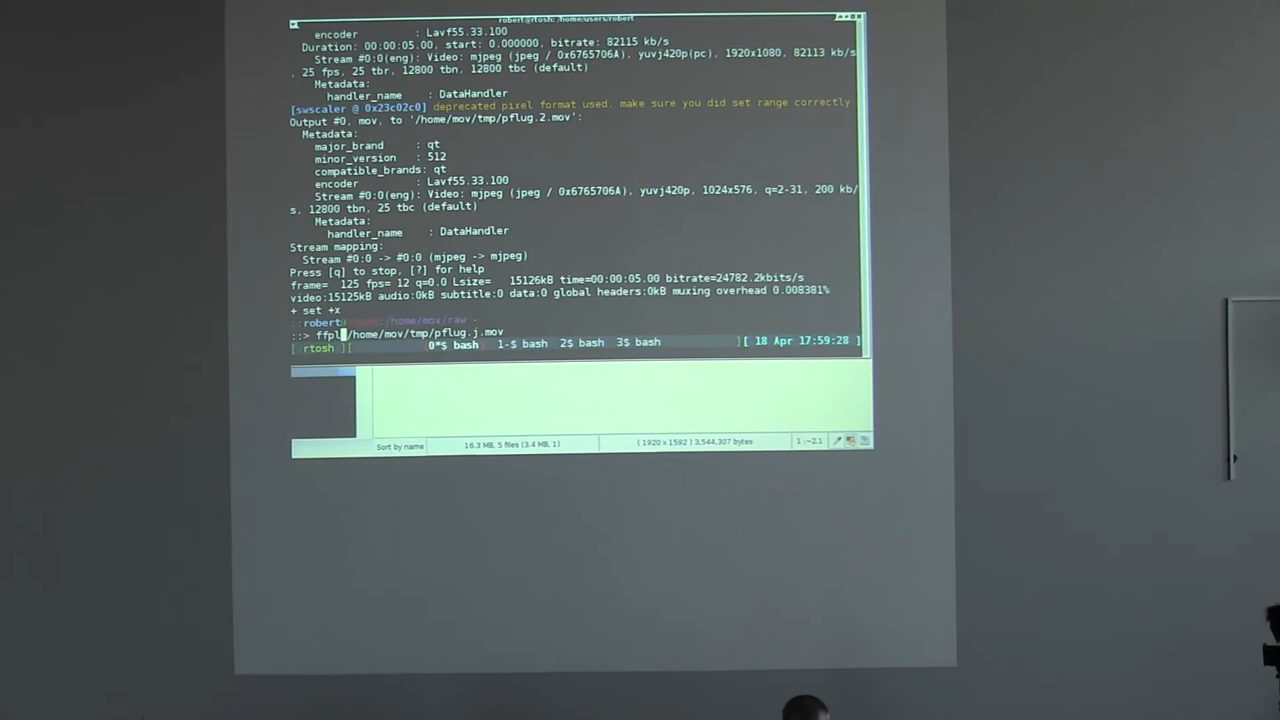 robert@rtosh: /home/users/robert
encoder : Lavf55.33.100
Duration: 00:00:05.00, start: 0.000000, bitrate: 82115 kb/s
Stream #0:0(eng): Video: mjpeg (jpeg / 0x6765706A), yuvj420p(pc), 1920x1080, 82113 kb/s
, 25 fps, 25 tbr, 12800 tbn, 12800 tbc (default)
Metadata:
handler_name : DataHandler
[swscaler @ 0x23c02c0] deprecated pixel format used, make sure you did set range correctly
Output #0, mov, to '/home/mov/tmp/pflug.2.mov':
Metadata:
major_brand : qt
minor_version : 512
compatible_brands: qt
encoder : Lavf55.33.100
Stream #0:0(eng): Video: mjpeg (jpeg / 0x6765706A), yuvj420p, 1024x576, q=2-31, 200 kb/
s, 12800 tbn, 25 tbc (default)
Metadata:
handler_name : DataHandler
Stream mapping:
Stream #0:0 -> #0:0 (mjpeg -> mjpeg)
Press [q] to stop, [?] for help
frame= 125 fps= 12 q=0.0 Lsize= 15126kB time=00:00:05.00 bitrate=24782.2kbits/s
video:15125kB audio:0kB subtitle:0 data:0 global headers:0kB muxing overhead 0.008381%
+ set +x
::robert@ :/home/mov/raw -
::> ffpl /home/mov/tmp/pflug.j.mov
[ rtosh ][ 0*$ bash 1-$ bash 2$ bash 3$ bash ][ 18 Apr 17:59:28 ]
Sort by name 16.3 MB, 5 files (3.4 MB, 1) ( 1920 x 1592 ) 3,544,307 bytes 1:~2.1